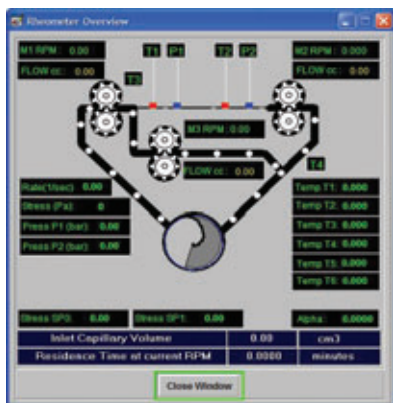 Rheometer Overview
M1 RPM : 0.00
T1 P1 T2 P2
M2 RPM : 0.000
FLOW cc: 0.00
FLOW cc: 0.00
T3
M3 RPM : 0.00
FLOW cc: 0.00
T4
Rate(1/sec) 0.00
Stress (Pa): 0
Press P1 (bar): 0.00
Press P2 (bar): 0.00
Temp T1: 0.000
Temp T2: 0.000
Temp T3: 0.000
Temp T4: 0.000
Temp T5: 0.000
Temp T6: 0.000
Stress SP0: 0.00
Stress SP1: 0.00
Alpha: 0.0000
Inlet Capillary Volume 0.00 cm3
Residence Time at current RPM 0.0000 minutes
Close Window